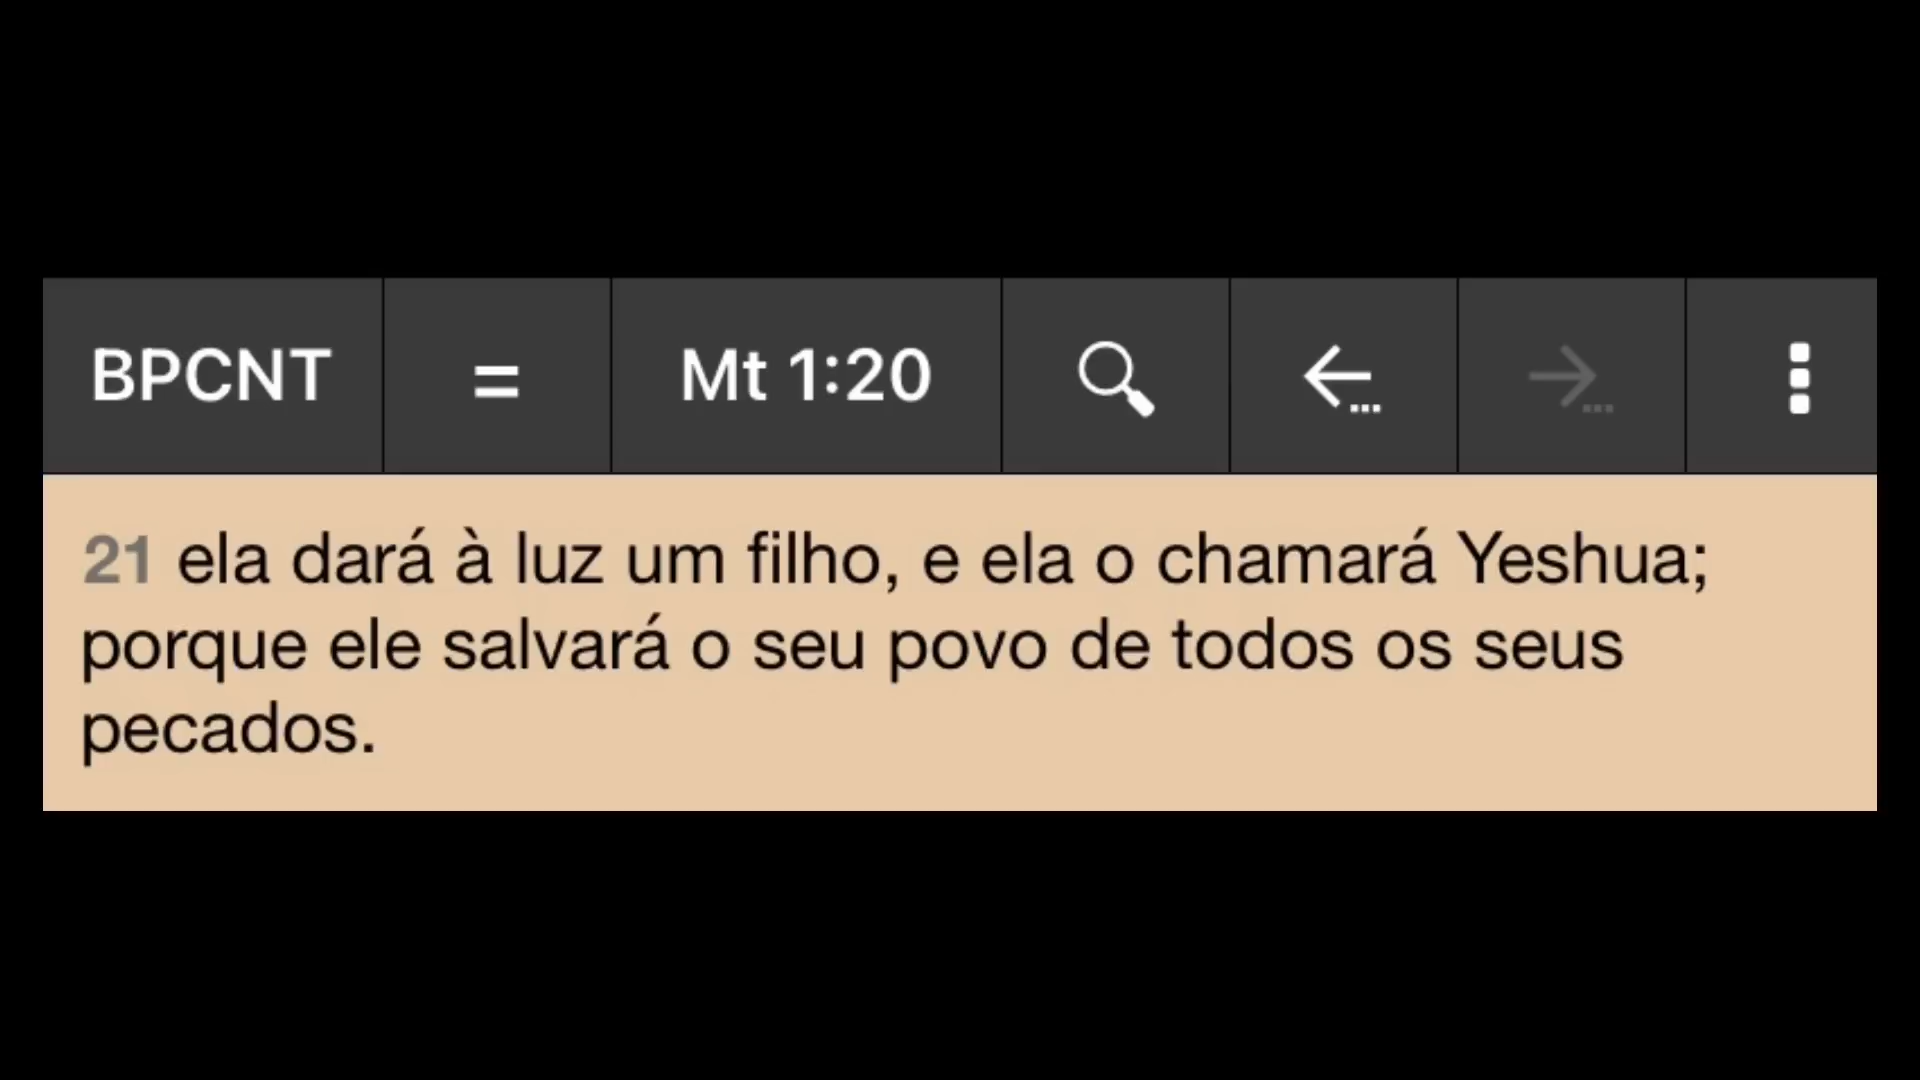 BPCNT = Mt 1:20
21 ela dará à luz um filho, e ela o chamará Yeshua;
porque ele salvará o seu povo de todos os seus
pecados.